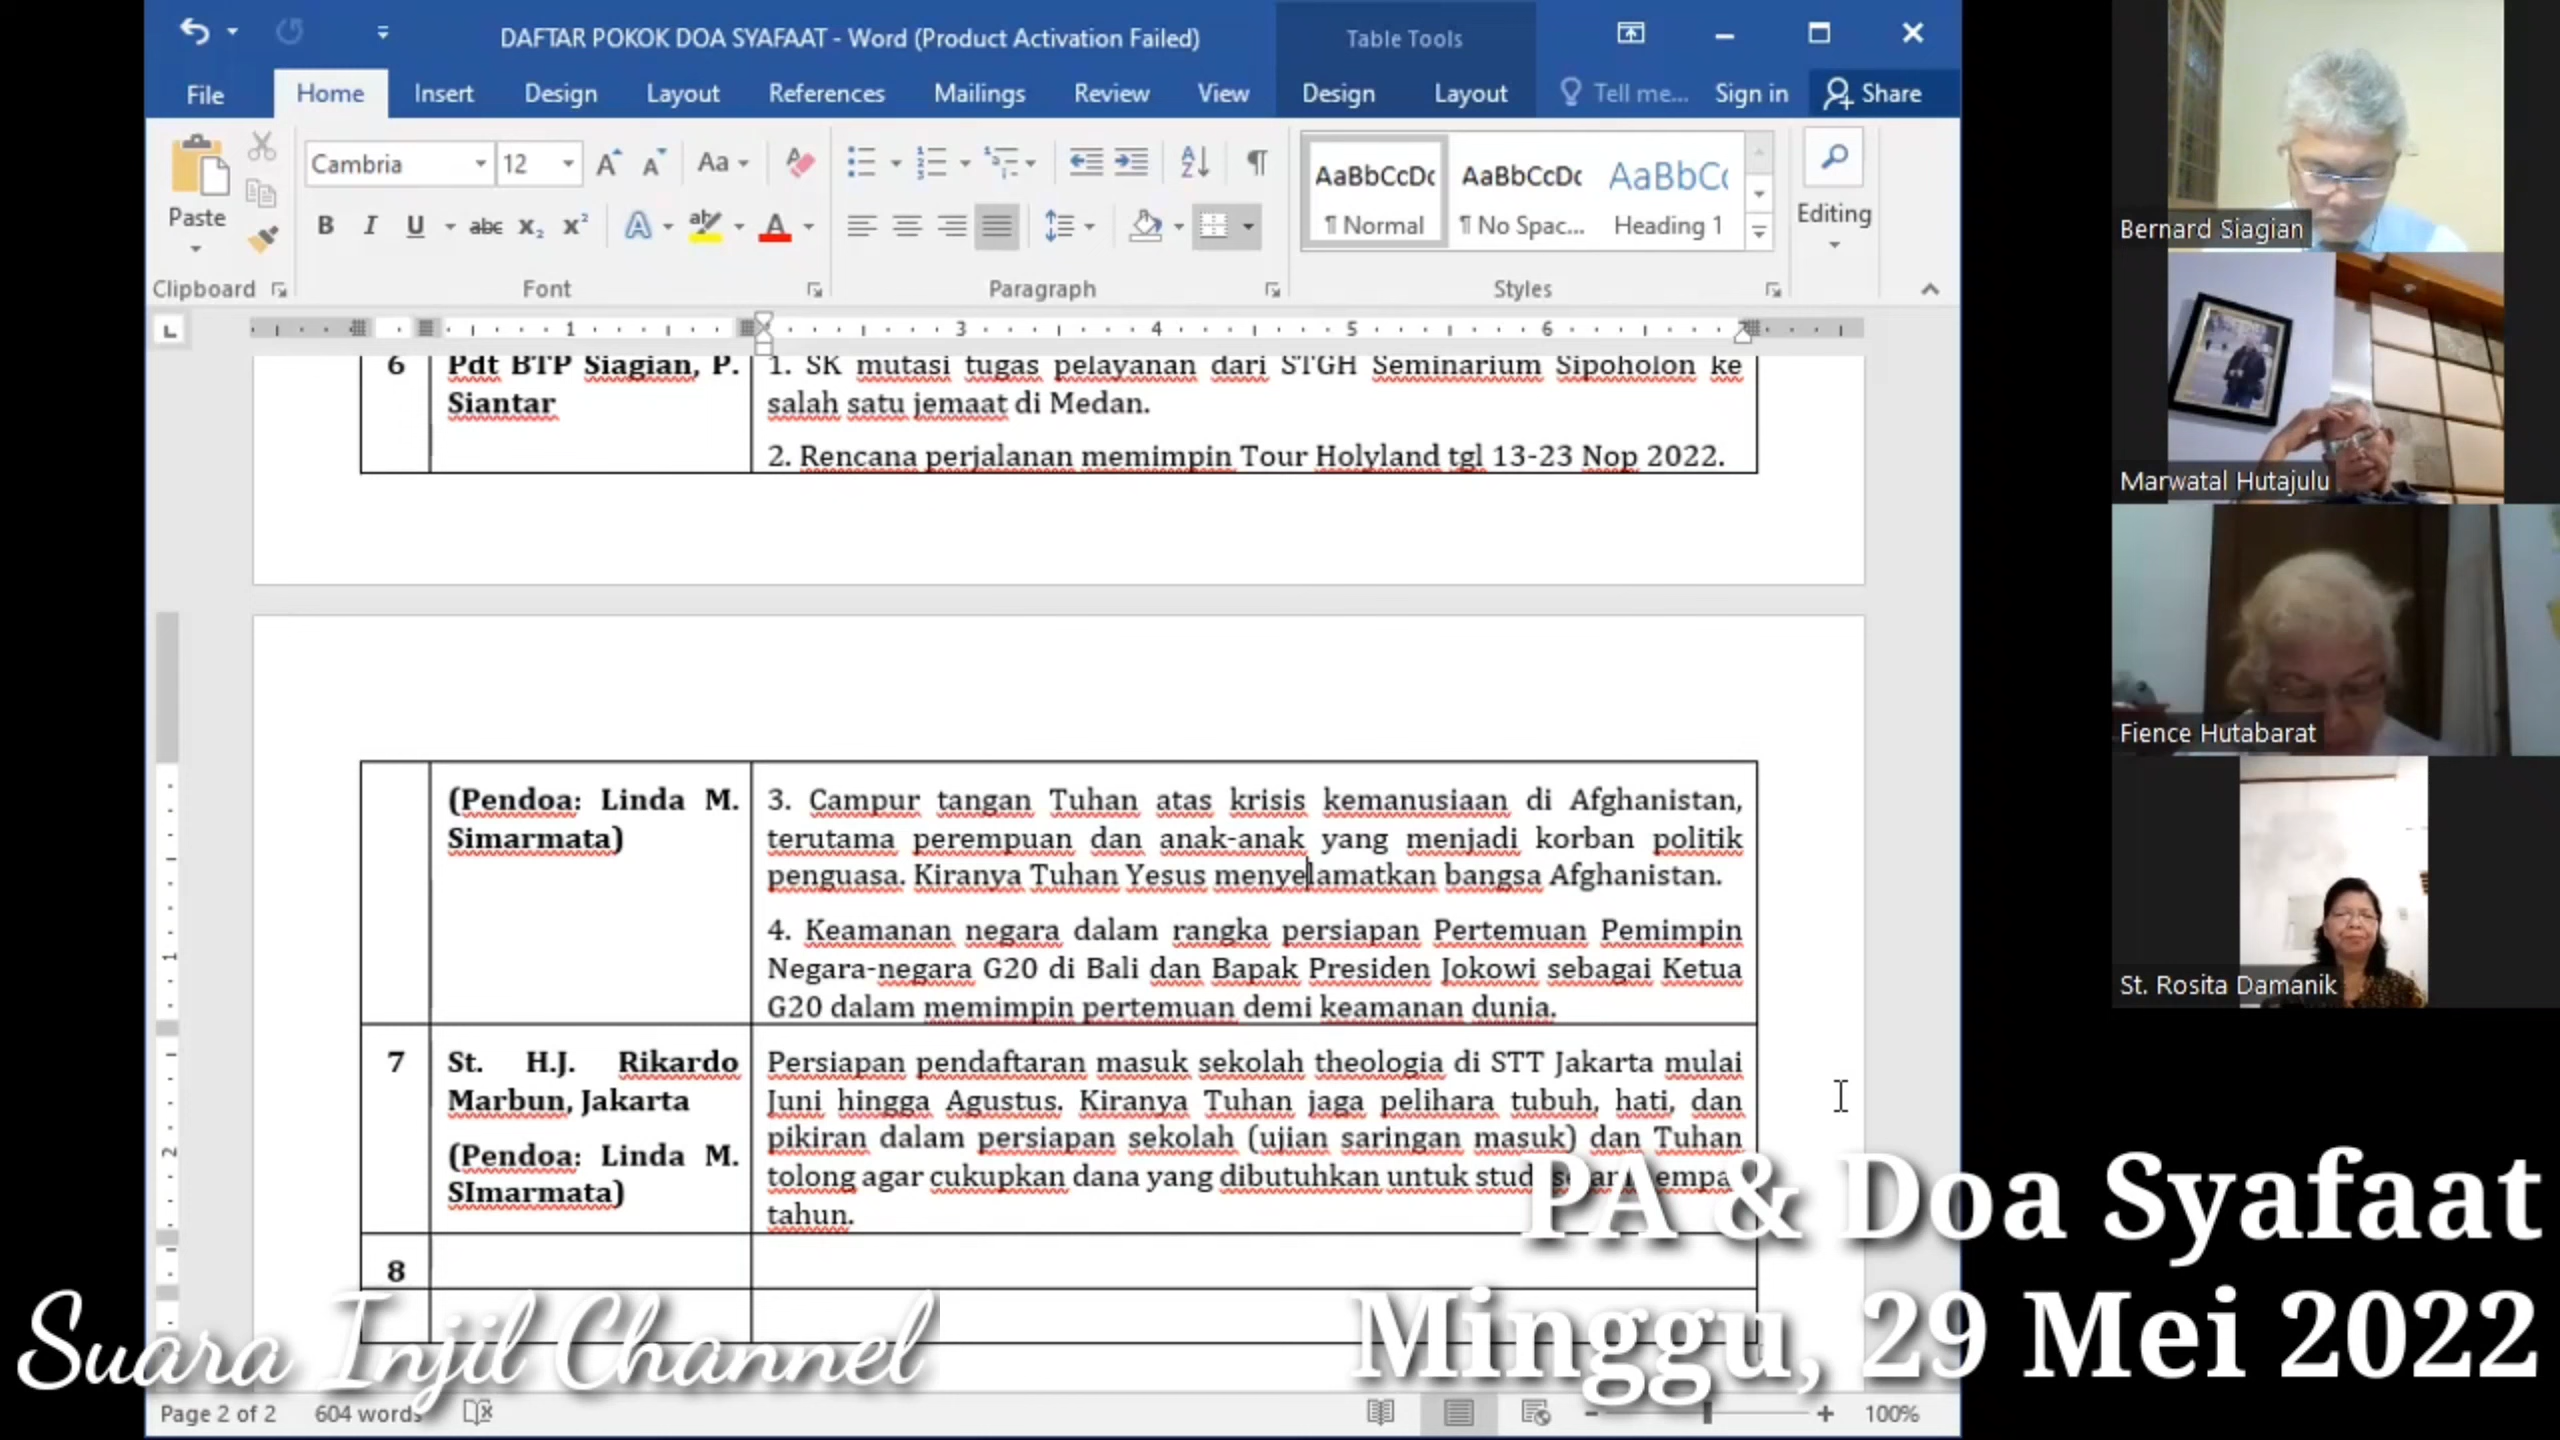 DAFTAR POKOK DOA SYAFAAT - Word (Product Activation Failed)
Table Tools
File Home Insert Design Layout References Mailings Review View Design Layout Tell me... Sign in Share
Paste
Cambria 12
AaBbCcDc AaBbCcDc AaBbCc
¶ Normal ¶ No Spac... Heading 1
Editing
Clipboard Font Paragraph Styles
1 3 4 5 6
6
Pdt BTP Siagian, P.
Siantar
1. SK mutasi tugas pelayanan dari STGH Seminarium Sipoholon ke
salah satu jemaat di Medan.
2. Rencana perjalanan memimpin Tour Holyland tgl 13-23 Nop 2022.
(Pendoa: Linda M.
Simarmata)
3. Campur tangan Tuhan atas krisis kemanusiaan di Afghanistan,
terutama perempuan dan anak-anak yang menjadi korban politik
penguasa. Kiranya Tuhan Yesus menyelamatkan bangsa Afghanistan.
4. Keamanan negara dalam rangka persiapan Pertemuan Pemimpin
Negara-negara G20 di Bali dan Bapak Presiden Jokowi sebagai Ketua
G20 dalam memimpin pertemuan demi keamanan dunia.
7
St. H.J. Rikardo
Marbun, Jakarta
(Pendoa: Linda M.
SImarmata)
Persiapan pendaftaran masuk sekolah theologia di STT Jakarta mulai
Juni hingga Agustus. Kiranya Tuhan jaga pelihara tubuh, hati, dan
pikiran dalam persiapan sekolah (ujian saringan masuk) dan Tuhan
tolong agar cukupkan dana yang dibutuhkan untuk
tahun.
8
Page 2 of 2 604 words 100%
Bernard Siagian
Marwatal Hutajulu
Fience Hutabarat
St. Rosita Damanik
PA & Doa Syafaat
Minggu, 29 Mei 2022
Suara Injil Channel